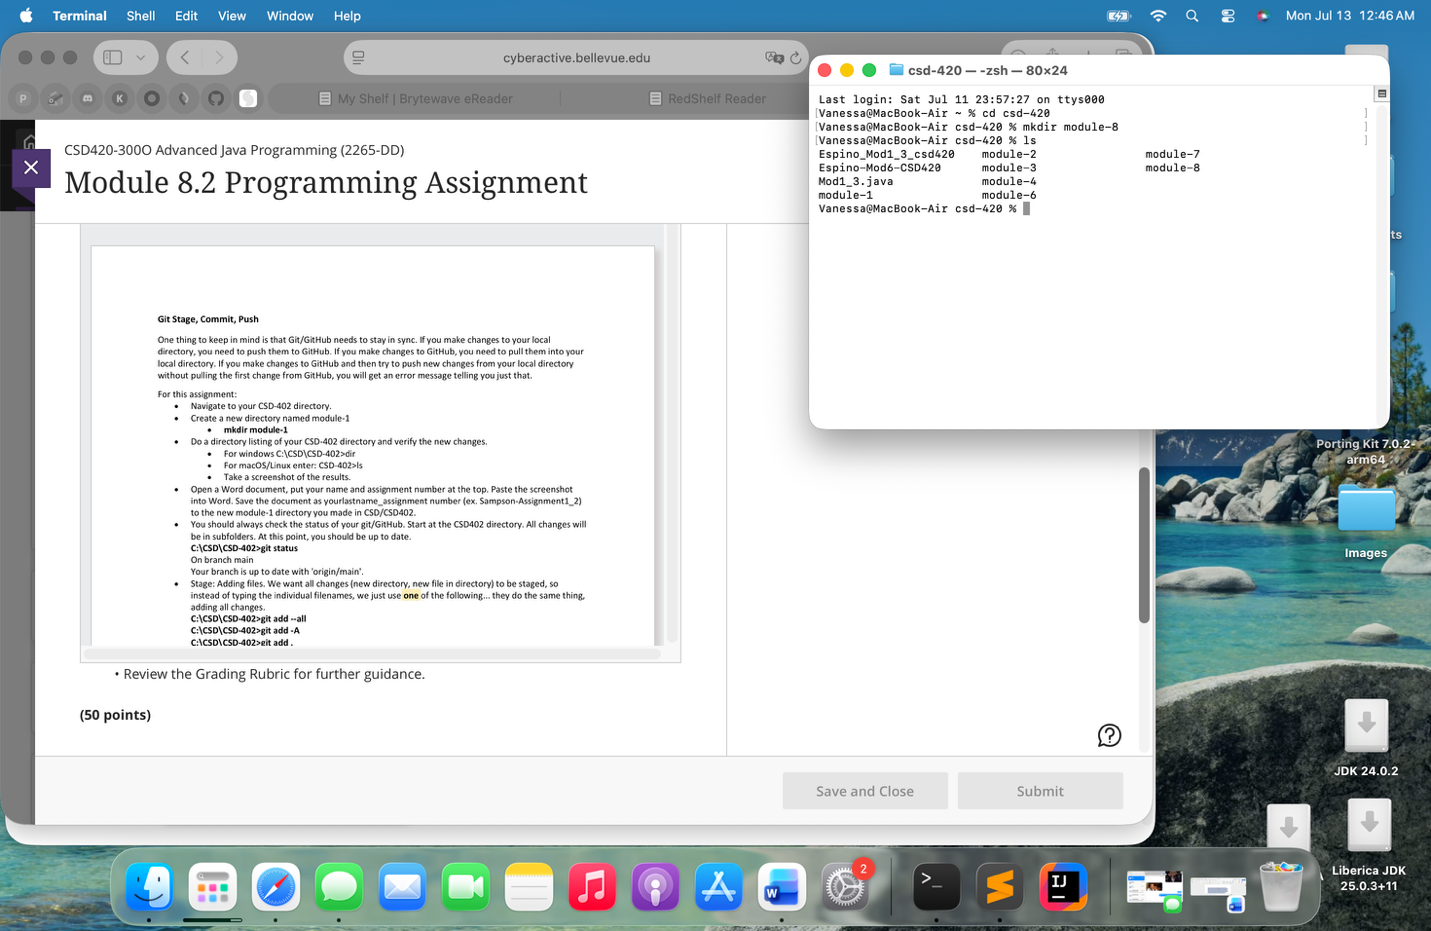 Terminal Shell Edit View Window Help Mon Jul 13 12:46 AM
cyberactive.bellevue.edu
P K My Shelf | Brytewave eReader RedShelf Reader
CSD420-300O Advanced Java Programming (2265-DD)
Module 8.2 Programming Assignment
Git Stage, Commit, Push
One thing to keep in mind is that Git/GitHub needs to stay in sync. If you make changes to your local
directory, you need to push them to GitHub. If you make changes to GitHub, you need to pull them into your
local directory. If you make changes to GitHub and then try to push new changes from your local directory
without pulling the first change from GitHub, you will get an error message telling you just that.
For this assignment:
• Navigate to your CSD-402 directory.
• Create a new directory named module-1
• mkdir module-1
• Do a directory listing of your CSD-402 directory and verify the new changes.
• For windows C:\CSD\CSD-402>dir
• For macOS/Linux enter: CSD-402>ls
• Take a screenshot of the results.
• Open a Word document, put your name and assignment number at the top. Paste the screenshot
into Word. Save the document as yourlastname_assignment number (ex. Sampson-Assignment1_2)
to the new module-1 directory you made in CSD/CSD402.
• You should always check the status of your git/GitHub. Start at the CSD402 directory. All changes will
be in subfolders. At this point, you should be up to date.
C:\CSD\CSD-402>git status
On branch main
Your branch is up to date with 'origin/main'.
• Stage: Adding files. We want all changes (new directory, new file in directory) to be staged, so
instead of typing the individual filenames, we just use one of the following... they do the same thing,
adding all changes.
C:\CSD\CSD-402>git add --all
C:\CSD\CSD-402>git add -A
C:\CSD\CSD-402>git add .
• Review the Grading Rubric for further guidance.
(50 points)
Save and Close Submit
csd-420 — -zsh — 80×24
Last login: Sat Jul 11 23:57:27 on ttys000
[Vanessa@MacBook-Air ~ % cd csd-420 ]
[Vanessa@MacBook-Air csd-420 % mkdir module-8 ]
[Vanessa@MacBook-Air csd-420 % ls ]
Espino_Mod1_3_csd420 module-2 module-7
Espino-Mod6-CSD420 module-3 module-8
Mod1_3.java module-4
module-1 module-6
Vanessa@MacBook-Air csd-420 %
ts
Porting Kit 7.0.2-
arm64
Images
JDK 24.0.2
Liberica JDK
25.0.3+11
2
W
>_
IJ